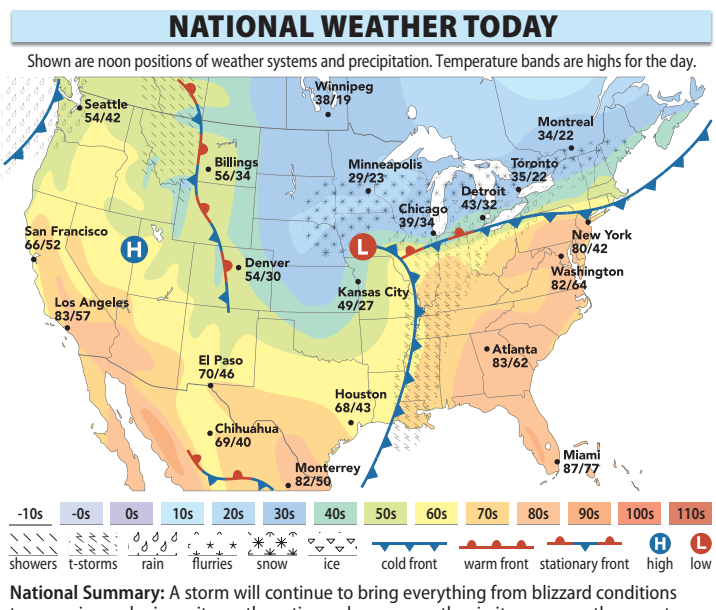 NATIONAL WEATHER TODAY
Shown are noon positions of weather systems and precipitation. Temperature bands are highs for the day.
Winnipeg
38/19
Seattle
54/42
Montreal
34/22
Billings
56/34
Minneapolis
29/23
Toronto
35/22
Detroit
43/32
Chicago
39/34
San Francisco
66/52
H
L
New York
80/42
Denver
54/30
Washington
82/64
Kansas City
49/27
Los Angeles
83/57
Atlanta
83/62
El Paso
70/46
Houston
68/43
Chihuahua
69/40
Miami
87/77
Monterrey
82/50
-10s -0s 0s 10s 20s 30s 40s 50s 60s 70s 80s 90s 100s 110s
H L
showers t-storms rain flurries snow ice cold front warm front stationary front high low
National Summary: A storm will continue to bring everything from blizzard conditions